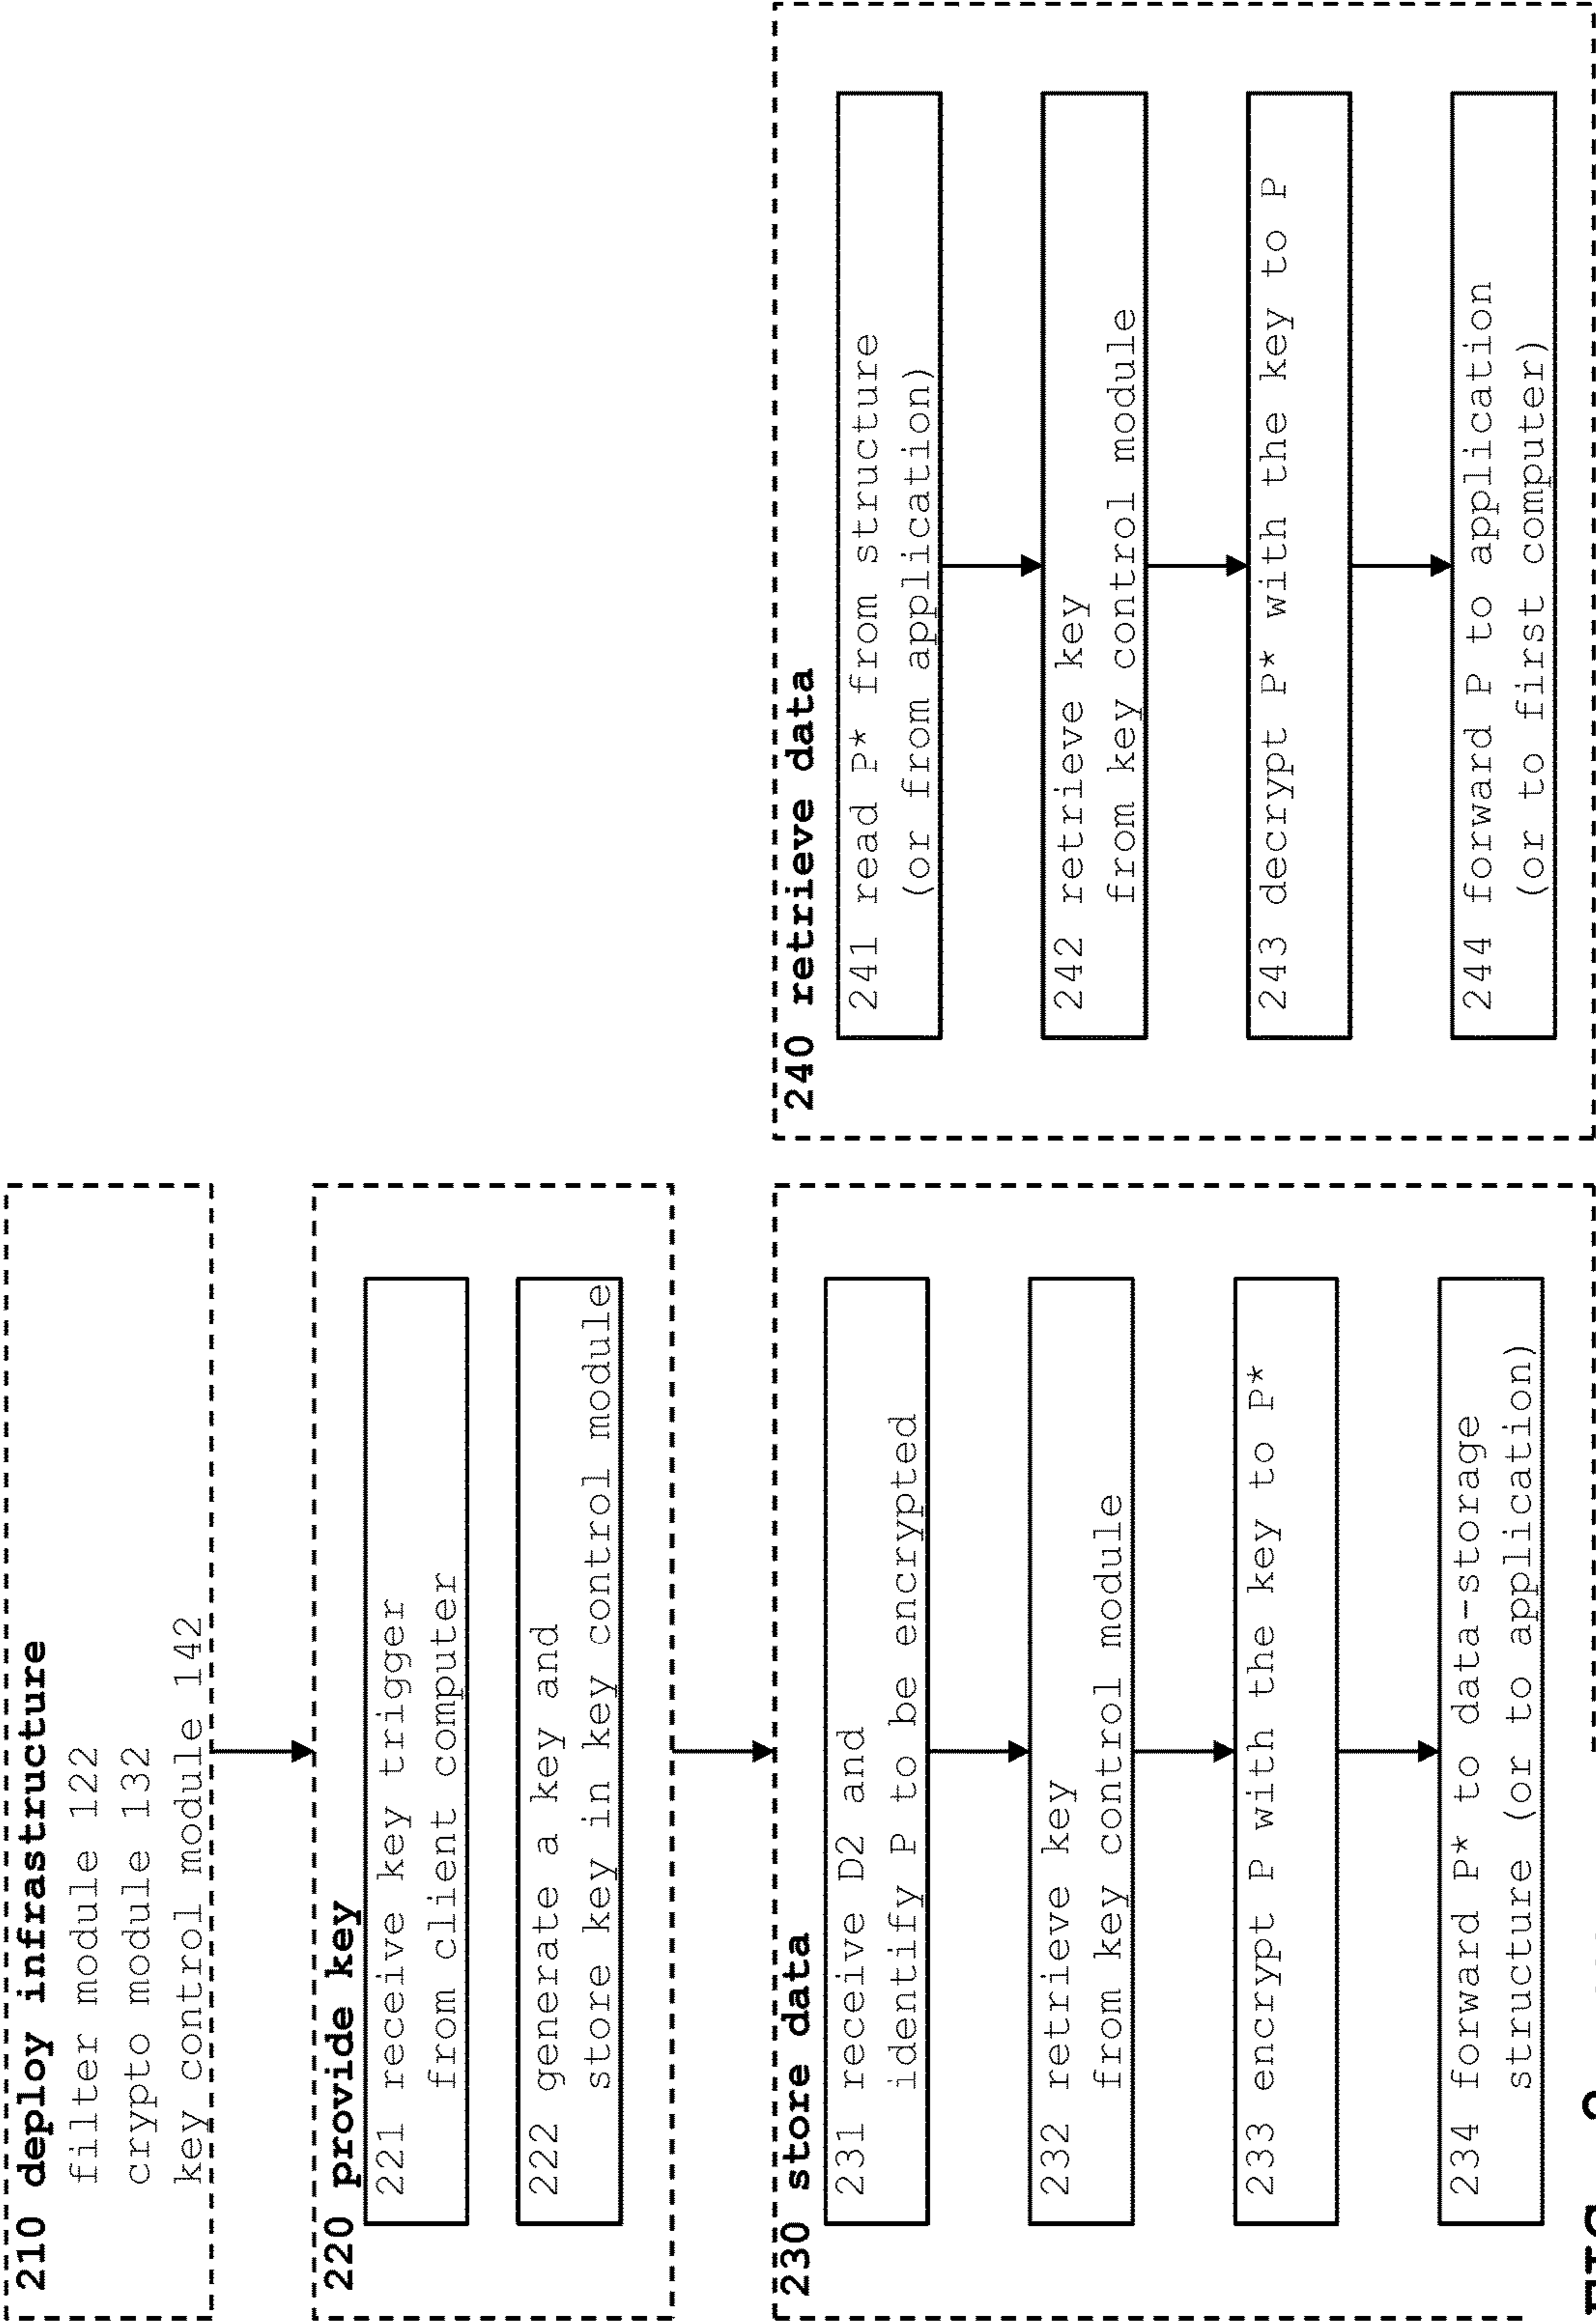 210 deploy infrastructure
filter module 122
crypto module 132
key control module 142
220 provide key
221 receive key trigger
from client computer
222 generate a key and
store key in key control module
230 store data
231 receive D2 and
identify P to be encrypted
232 retrieve key
from key control module
233 encrypt P with the key to P*
234 forward P* to data-storage
structure (or to application)
240 retrieve data
241 read P* from structure
(or from application)
242 retrieve key
from key control module
243 decrypt P* with the key to P
244 forward P to application
(or to first computer)